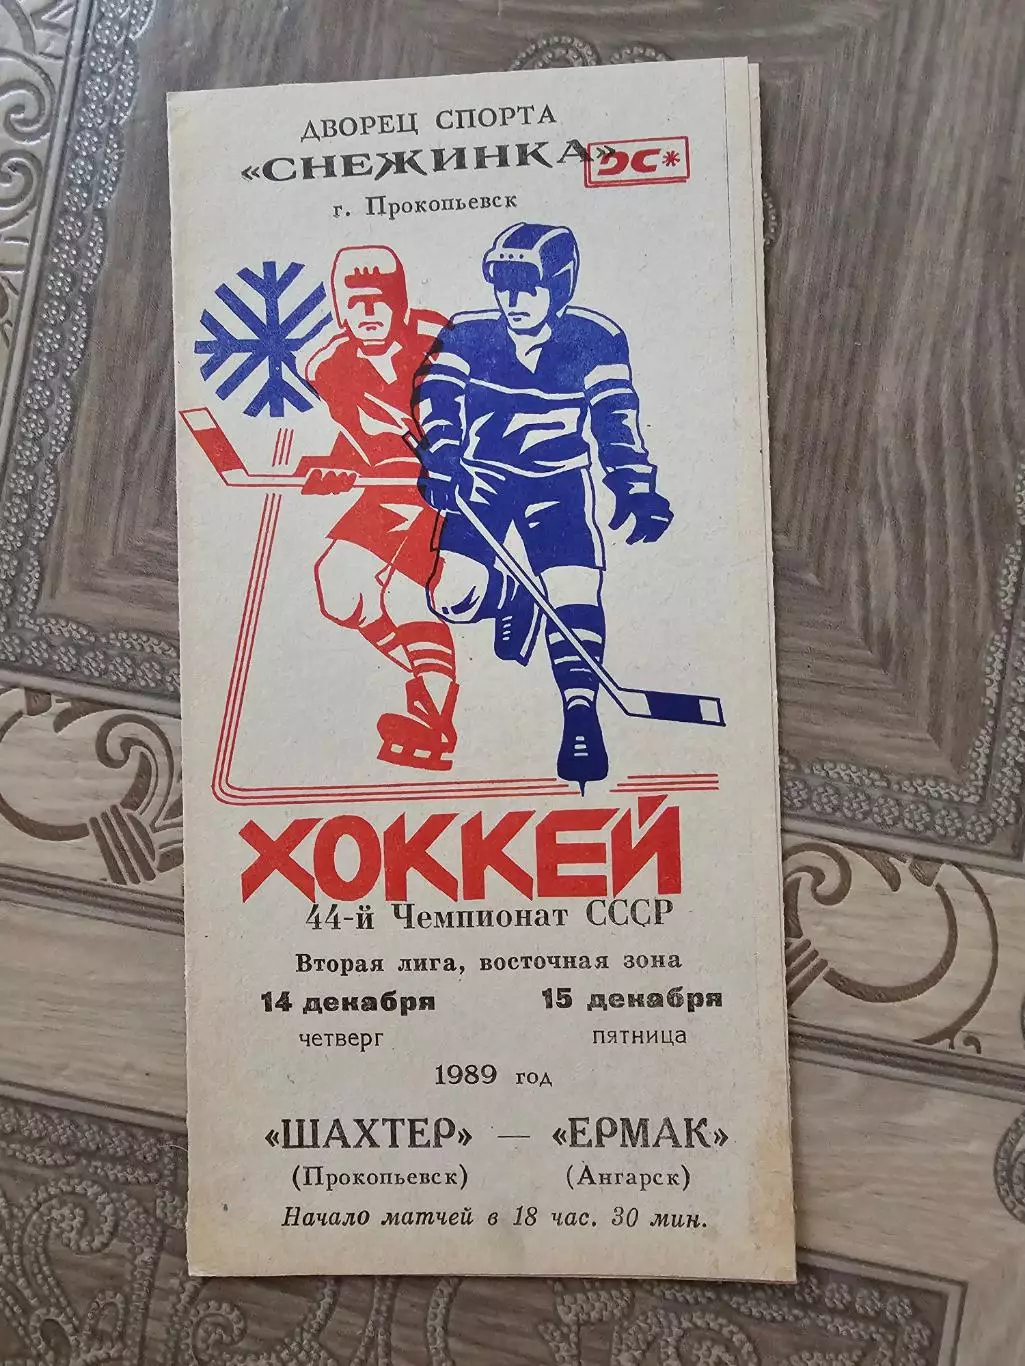 ДВОРЕЦ СПОРТА
«СНЕЖИНКА»
ДС*
г. Прокопьевск
ХОККЕЙ
44-й Чемпионат СССР
Вторая лига, восточная зона
14 декабря 15 декабря
четверг пятница
1989 год
«ШАХТЕР» — «ЕРМАК»
(Прокопьевск) (Ангарск)
Начало матчей в 18 час. 30 мин.